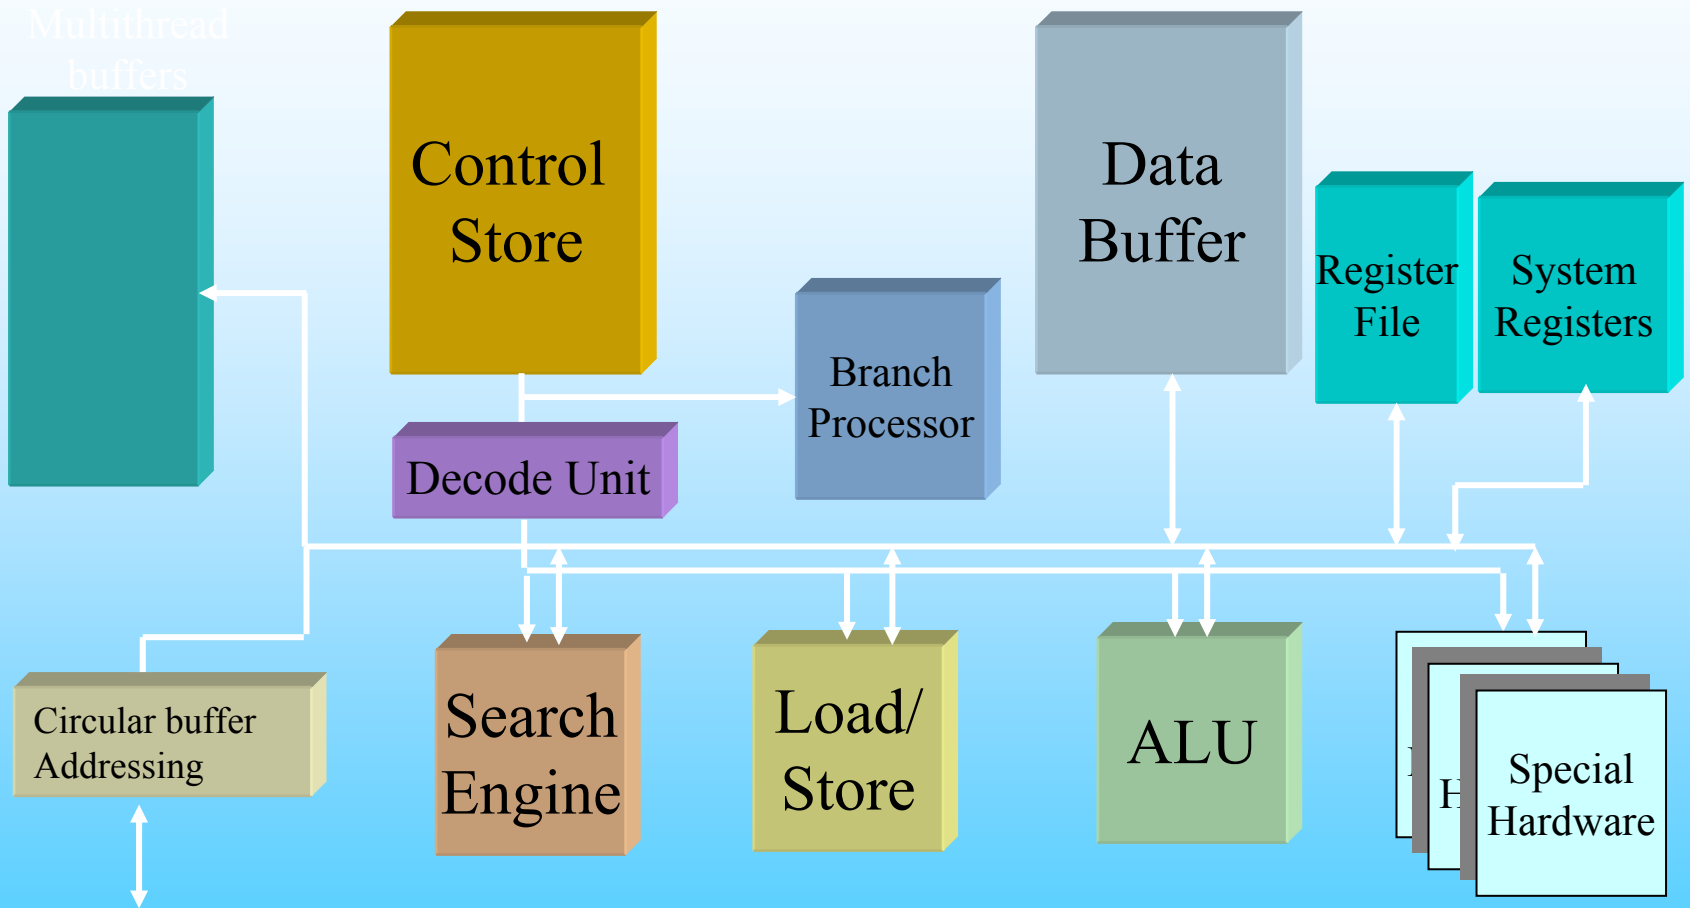 Multithread
buffers
Control
Store
Data
Buffer
Register
File
System
Registers
Branch
Processor
Decode Unit
Circular buffer
Addressing
Search
Engine
Load/
Store
ALU
H
Special
Hardware